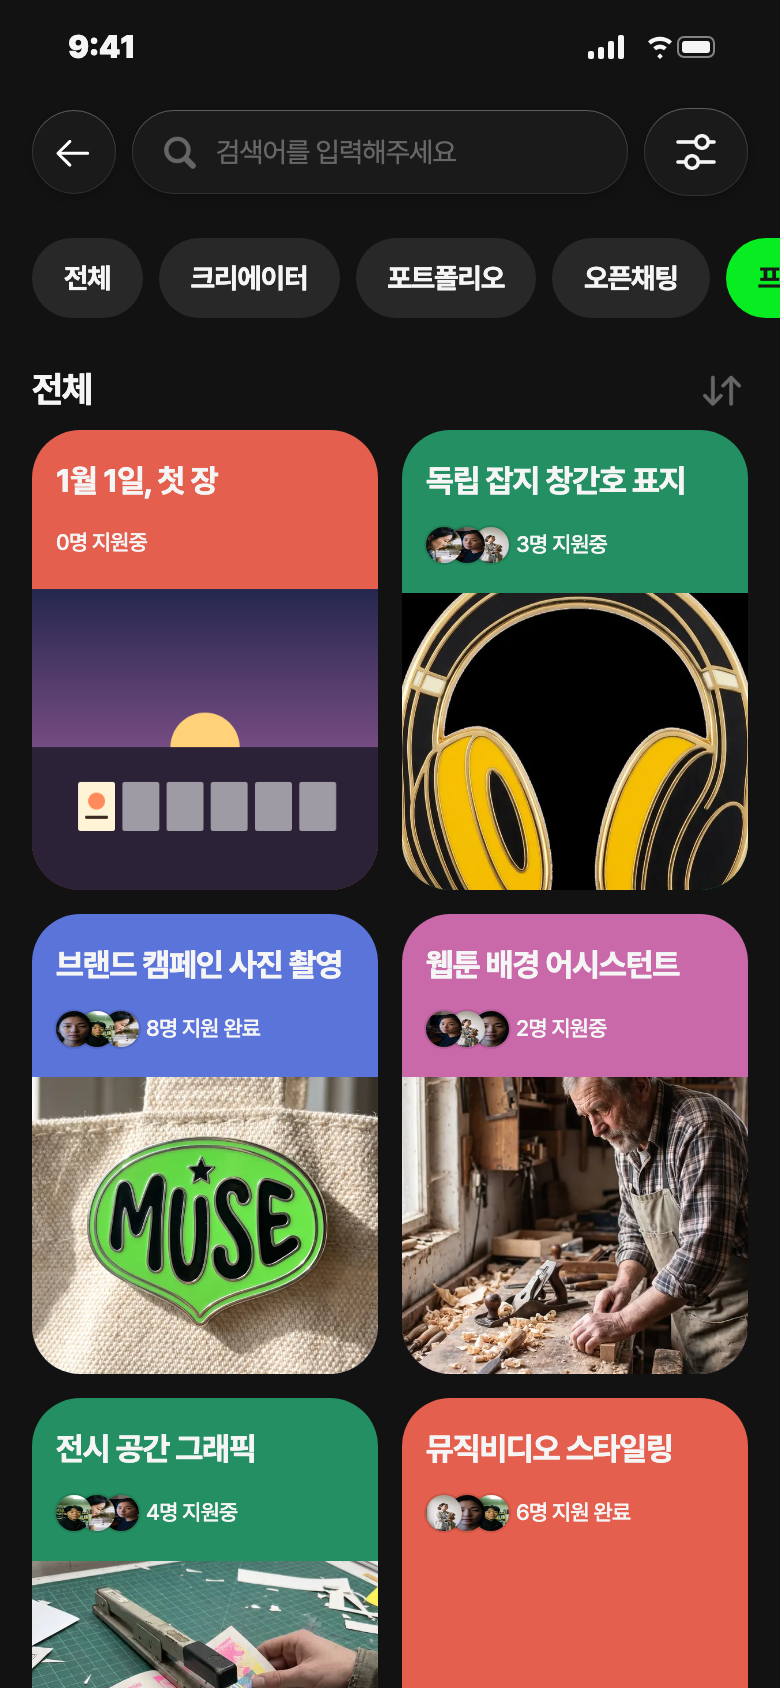 9:41
검색어를 입력해주세요
전체
크리에이터
포트폴리오
오픈채팅
전체
1월 1일, 첫 장
0명 지원중
독립 잡지 창간호 표지
3명 지원중
브랜드 캠페인 사진 촬영
8명 지원 완료
웹툰 배경 어시스턴트
2명 지원중
MUSE
전시 공간 그래픽
4명 지원중
뮤직비디오 스타일링
6명 지원 완료